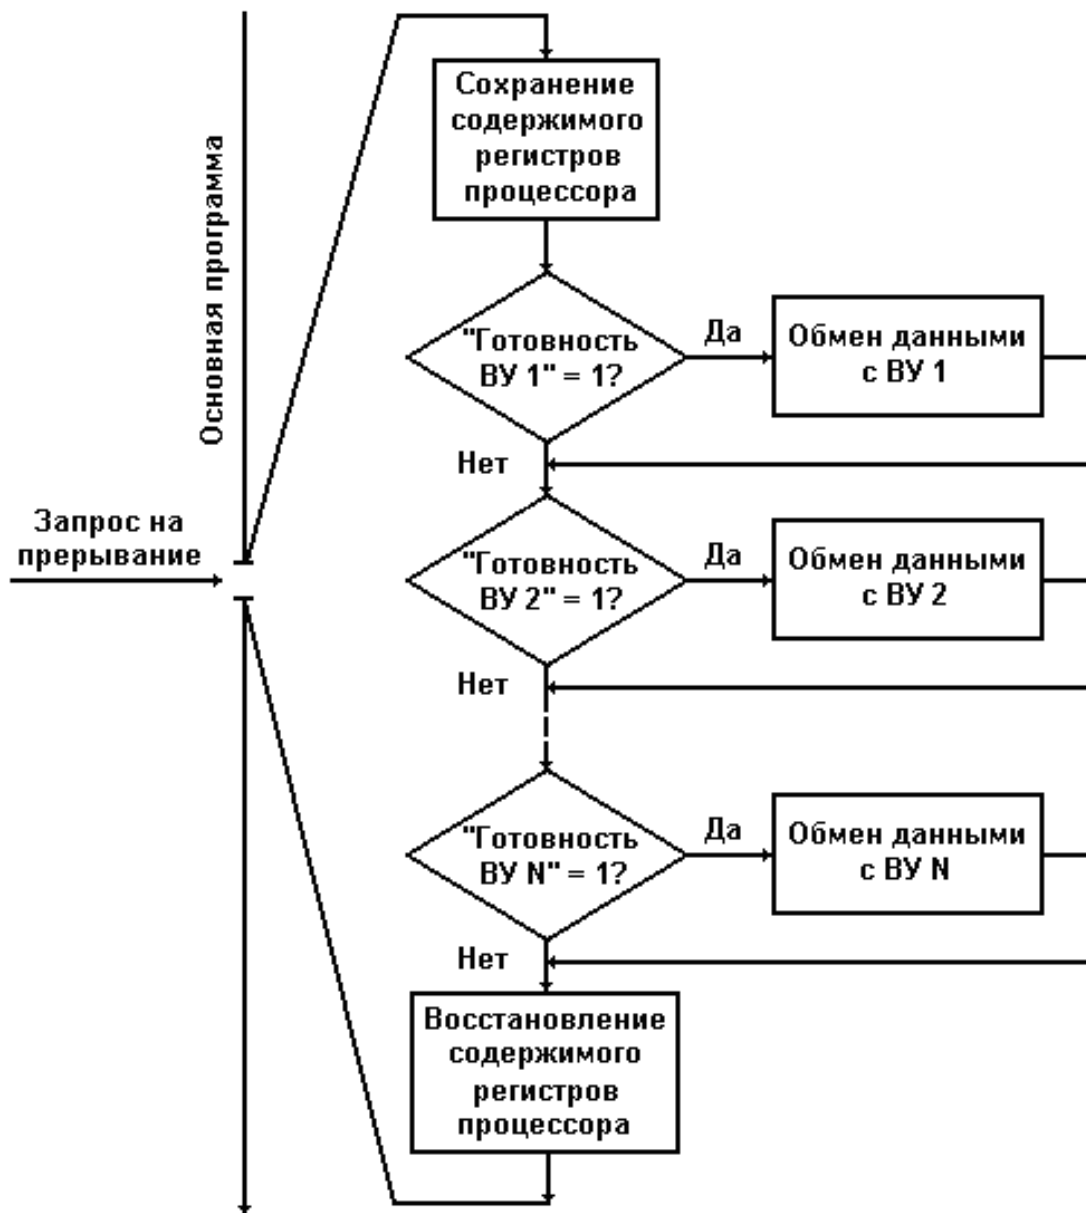 Сохранение
содержимого
регистров
процессора
Основная программа
"Готовность
ВУ 1" = 1?
Да
Обмен данными
с ВУ 1
Нет
Запрос на
прерывание
"Готовность
ВУ 2" = 1?
Да
Обмен данными
с ВУ 2
Нет
"Готовность
ВУ N" = 1?
Да
Обмен данными
с ВУ N
Нет
Восстановление
содержимого
регистров
процессора